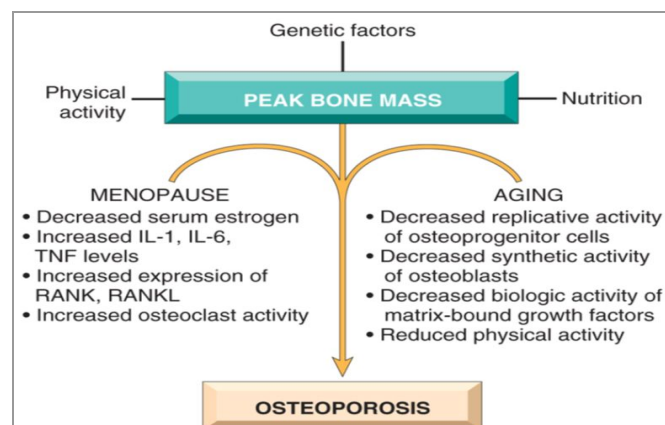 Genetic factors
Physical
activity
PEAK BONE MASS
Nutrition
MENOPAUSE
• Decreased serum estrogen
• Increased IL-1, IL-6,
TNF levels
• Increased expression of
RANK, RANKL
• Increased osteoclast activity
AGING
• Decreased replicative activity
of osteoprogenitor cells
• Decreased synthetic activity
of osteoblasts
• Decreased biologic activity of
matrix-bound growth factors
• Reduced physical activity
OSTEOPOROSIS